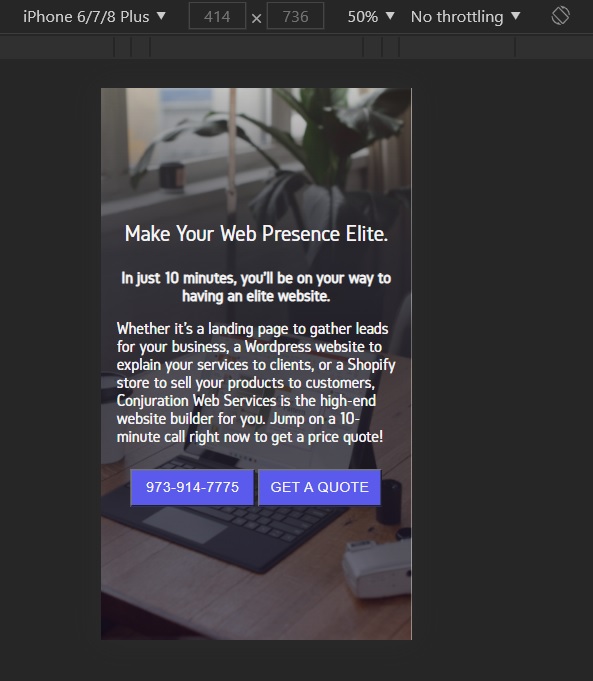 iPhone 6/7/8 Plus ▼ 414 × 736 50% ▼ No throttling ▼
Make Your Web Presence Elite.
In just 10 minutes, you'll be on your way to
having an elite website.
Whether it's a landing page to gather leads
for your business, a Wordpress website to
explain your services to clients, or a Shopify
store to sell your products to customers,
Conjuration Web Services is the high-end
website builder for you. Jump on a 10-
minute call right now to get a price quote!
973-914-7775 GET A QUOTE